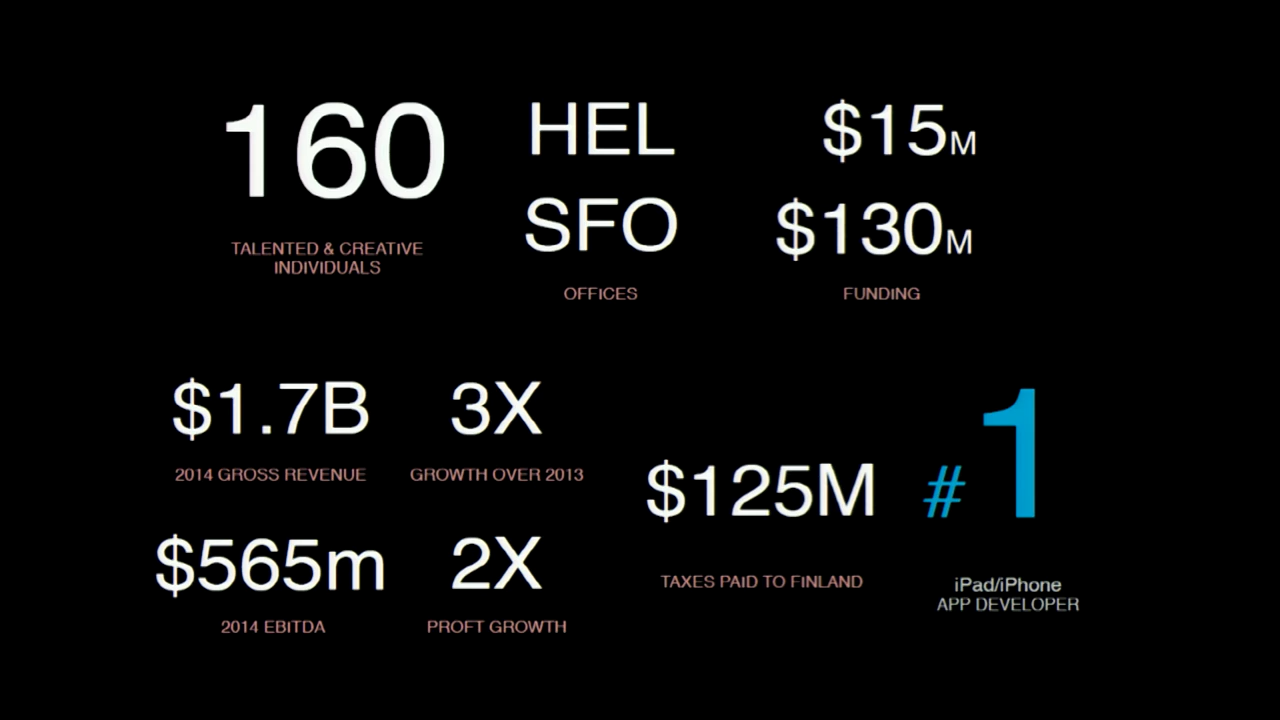 160
TALENTED & CREATIVE
INDIVIDUALS
HEL
SFO
OFFICES
$15M
$130M
FUNDING
$1.7B
2014 GROSS REVENUE
3X
GROWTH OVER 2013
$565m
2014 EBITDA
2X
PROFT GROWTH
$125M
TAXES PAID TO FINLAND
#1
iPad/iPhone
APP DEVELOPER